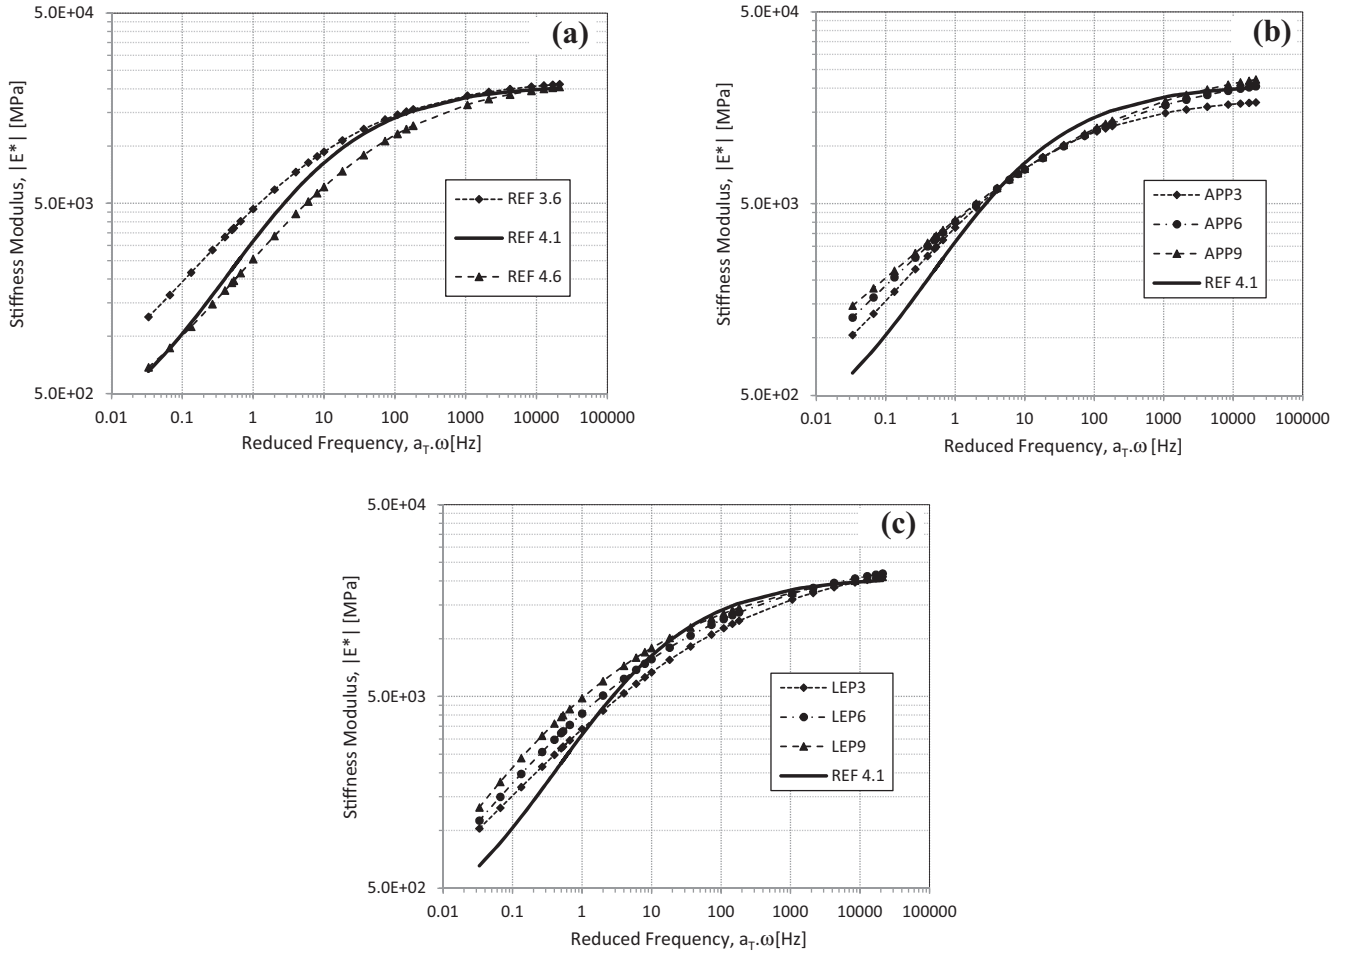 (a)
Stiffness Modulus, |E*| [MPa]
5.0E+04
5.0E+03
5.0E+02
REF 3.6
REF 4.1
REF 4.6
0.01 0.1 1 10 100 1000 10000 100000
Reduced Frequency, aT.ω[Hz]
(b)
Stiffness Modulus, |E*| [MPa]
5.0E+04
5.0E+03
5.0E+02
APP3
APP6
APP9
REF 4.1
0.01 0.1 1 10 100 1000 10000 100000
Reduced Frequency, aT.ω [Hz]
(c)
Stiffness Modulus, |E*| [MPa]
5.0E+04
5.0E+03
5.0E+02
LEP3
LEP6
LEP9
REF 4.1
0.01 0.1 1 10 100 1000 10000 100000
Reduced Frequency, aT.ω[Hz]